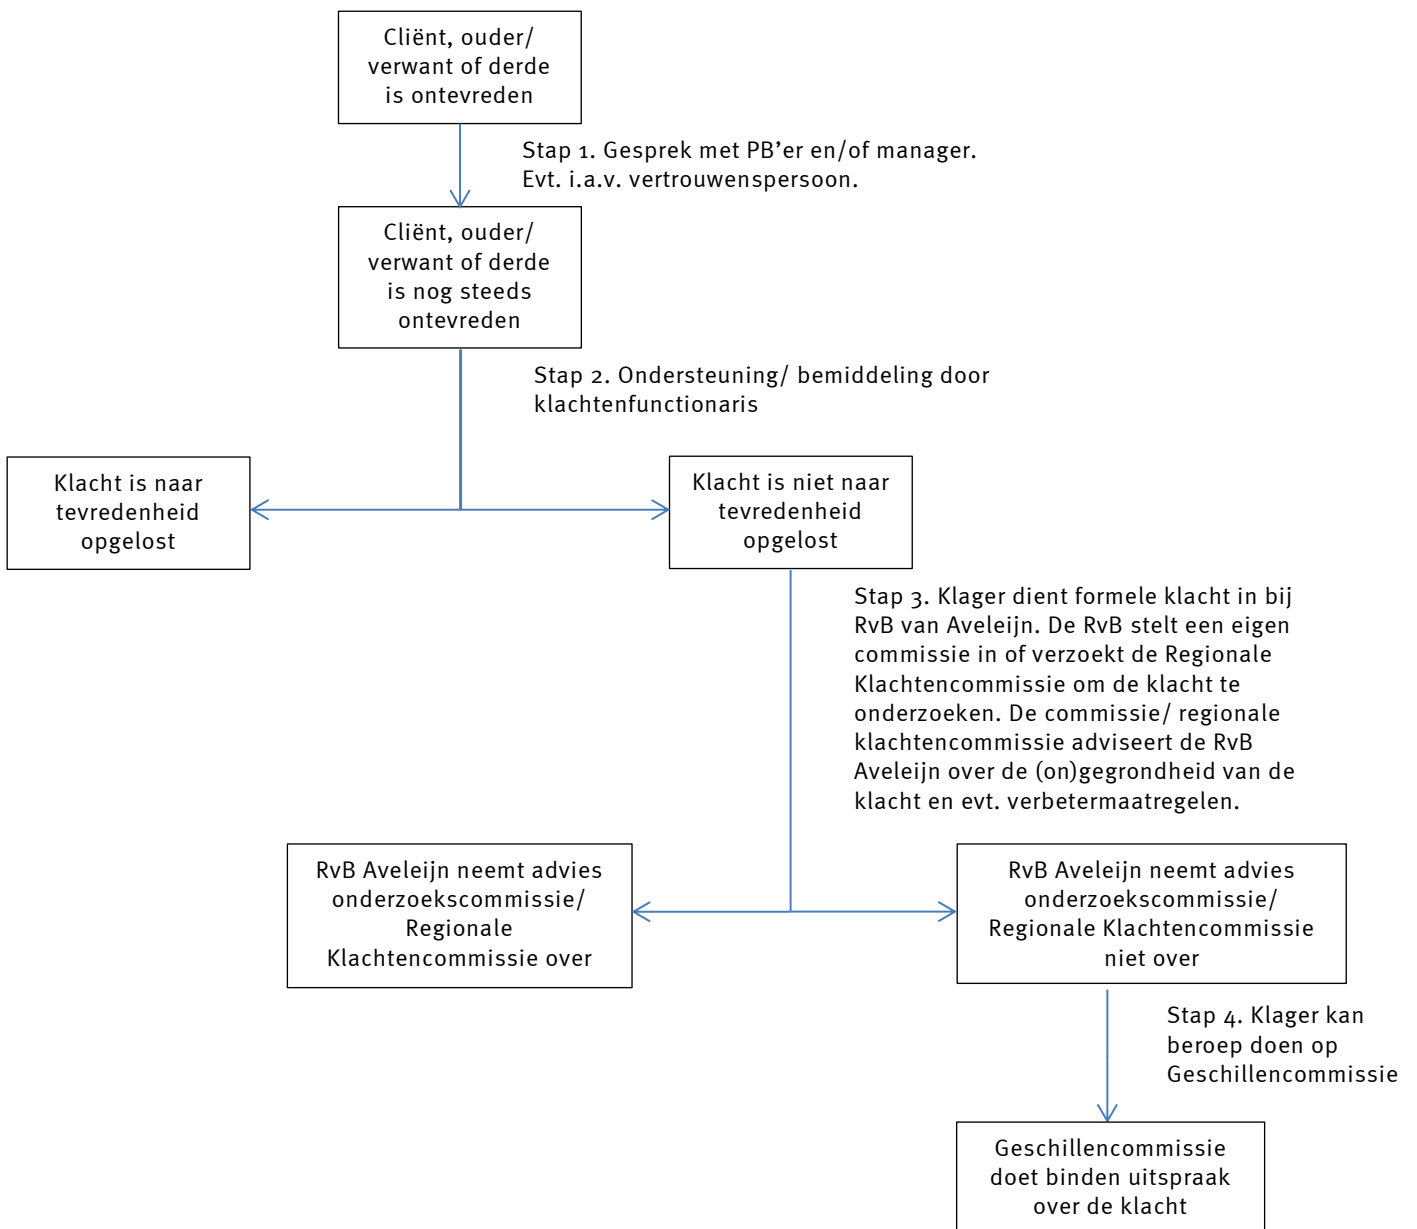 Cliënt, ouder/
verwant of derde
is ontevreden
Stap 1. Gesprek met PB’er en/of manager.
Evt. i.a.v. vertrouwenspersoon.
Cliënt, ouder/
verwant of derde
is nog steeds
ontevreden
Stap 2. Ondersteuning/ bemiddeling door
klachtenfunctionaris
Klacht is naar
tevredenheid
opgelost
Klacht is niet naar
tevredenheid
opgelost
Stap 3. Klager dient formele klacht in bij
RvB van Aveleijn. De RvB stelt een eigen
commissie in of verzoekt de Regionale
Klachtencommissie om de klacht te
onderzoeken. De commissie/ regionale
klachtencommissie adviseert de RvB
Aveleijn over de (on)gegrondheid van de
klacht en evt. verbetermaatregelen.
RvB Aveleijn neemt advies
onderzoekscommissie/
Regionale
Klachtencommissie over
RvB Aveleijn neemt advies
onderzoekscommissie/
Regionale Klachtencommissie
niet over
Stap 4. Klager kan
beroep doen op
Geschillencommissie
Geschillencommissie
doet binden uitspraak
over de klacht